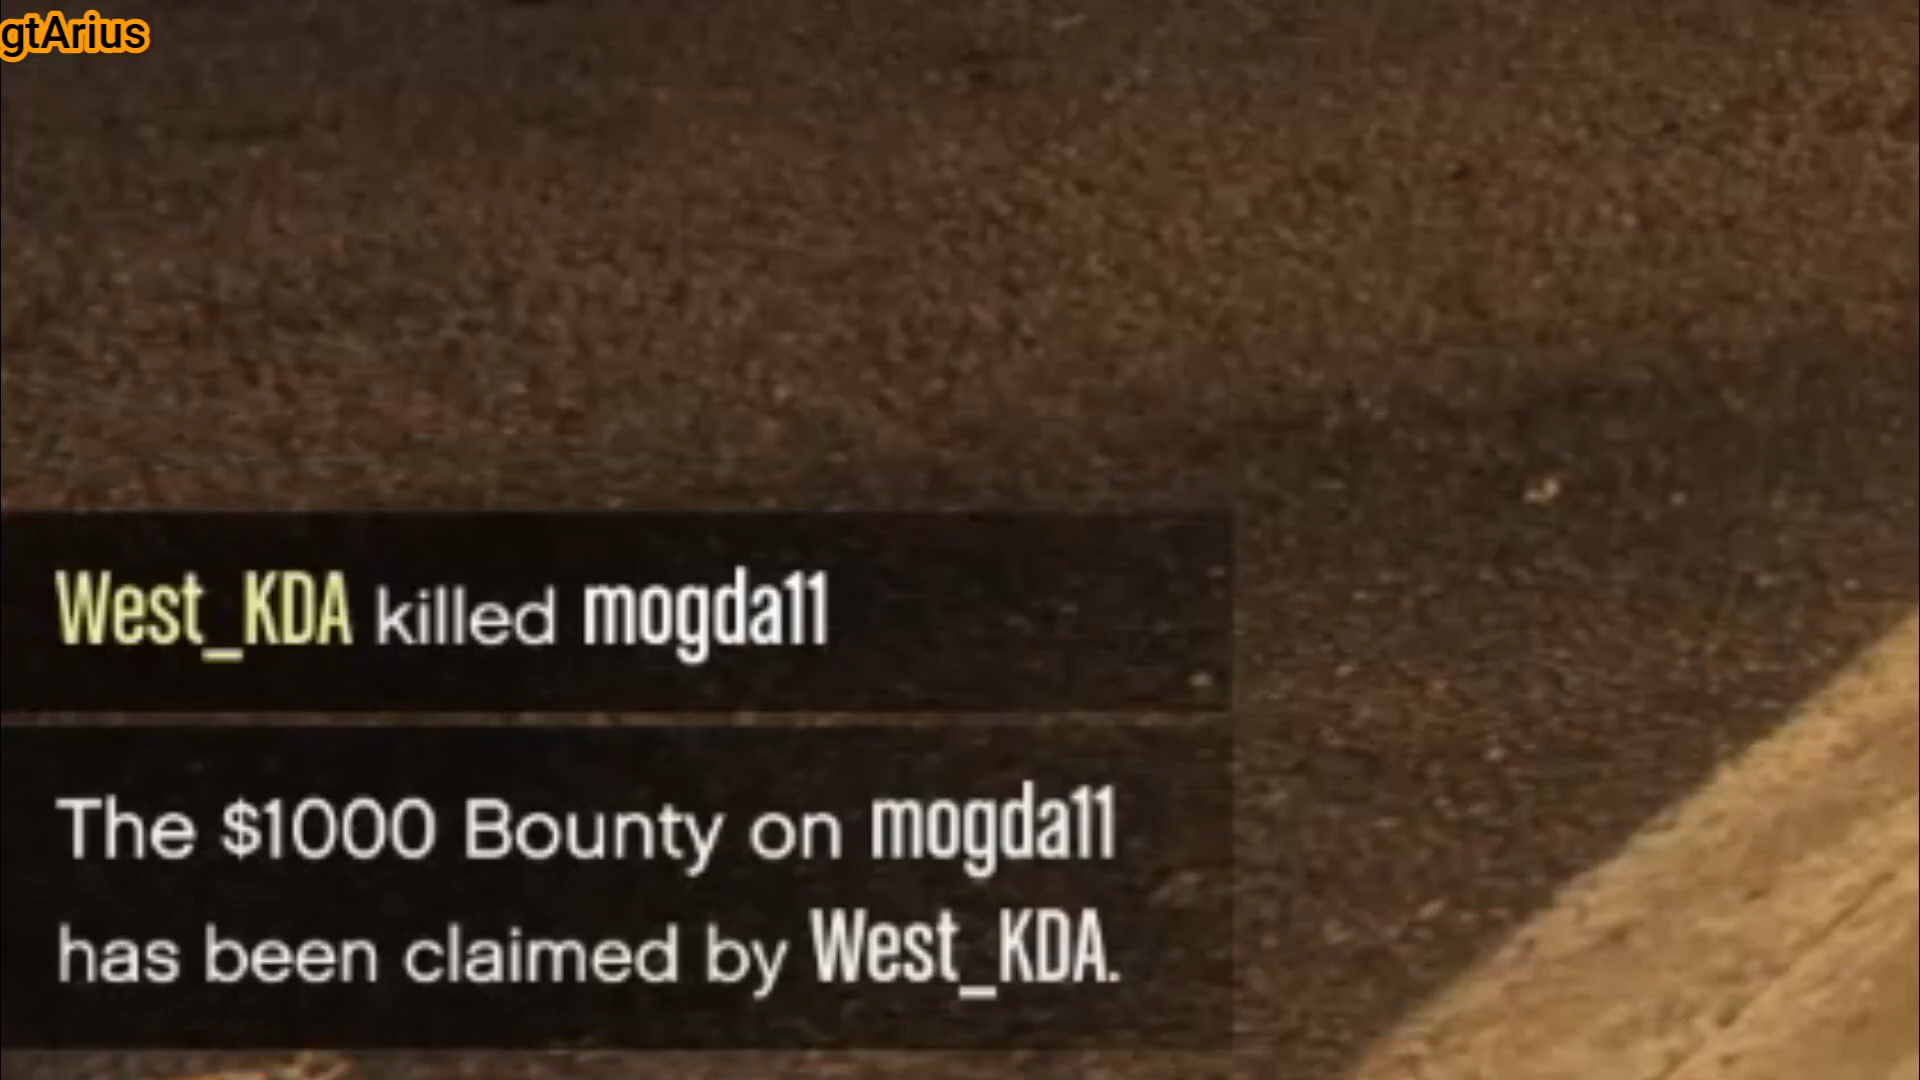 gtArius
West_KDA killed mogda11
The $1000 Bounty on mogda11
has been claimed by West_KDA.